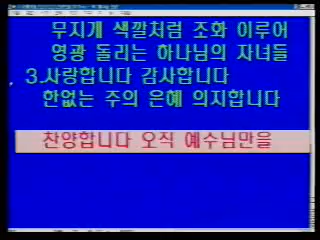 무지개 색깔처럼 조화 이루어
영광 돌리는 하나님의 자녀들
, 3.사랑합니다 감사합니다
한없는 주의 은혜 의지합니다
찬양합니다 오직 예수님만을